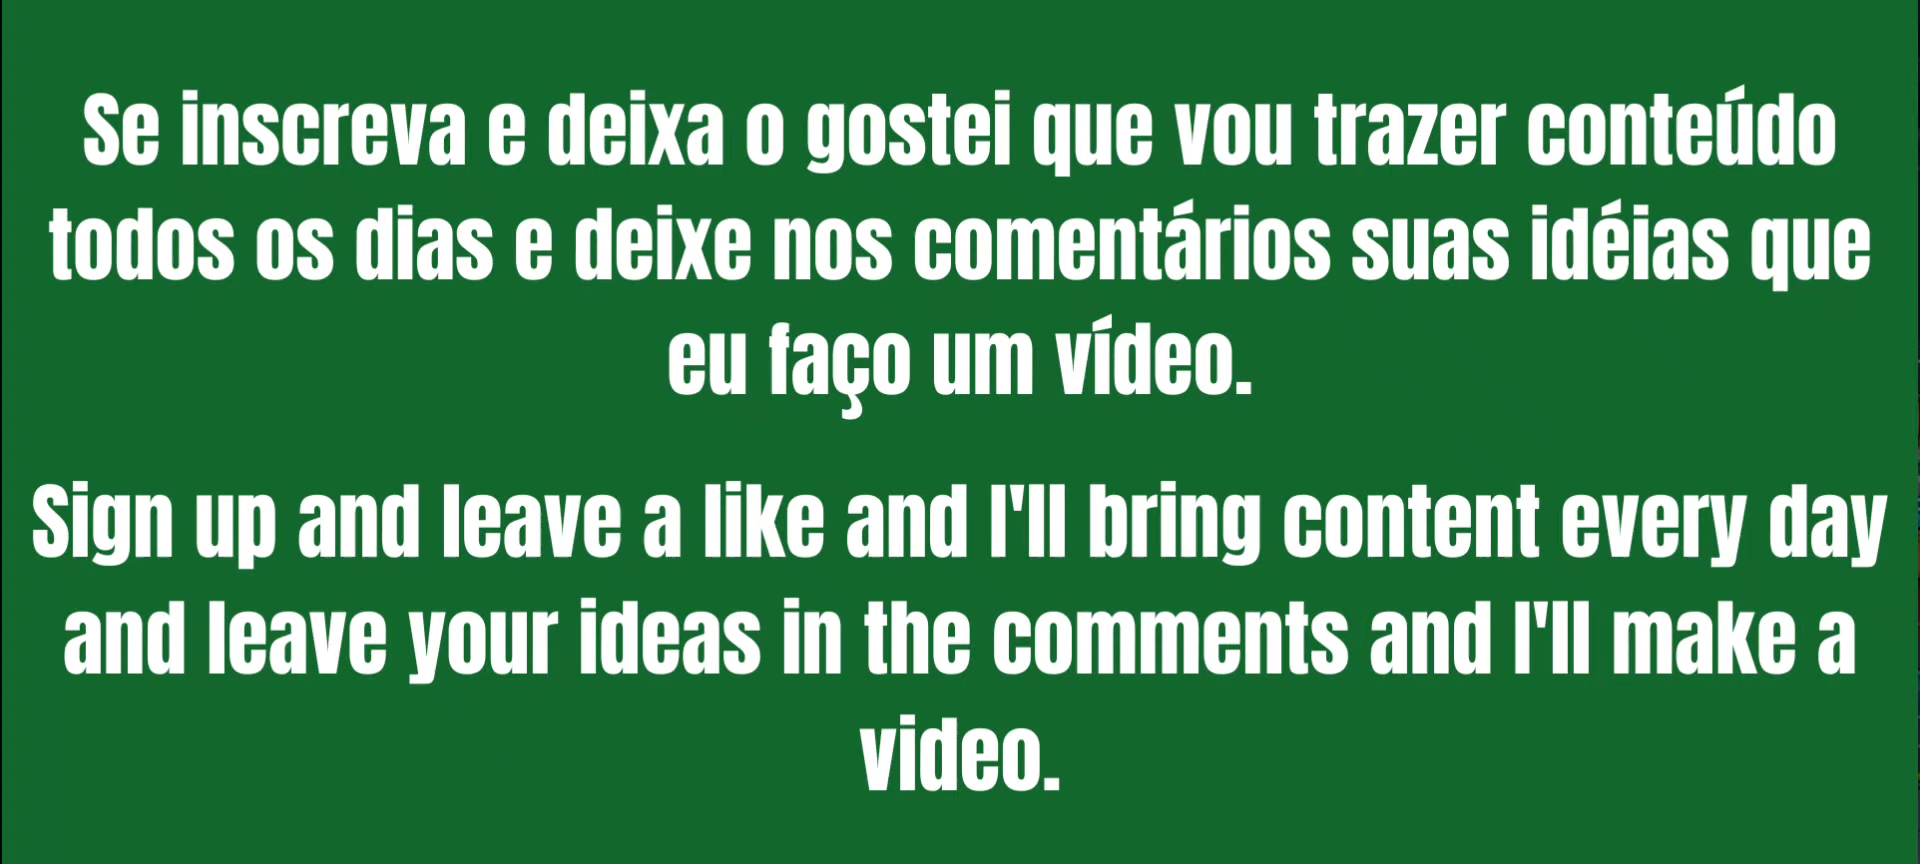 Se inscreva e deixa o gostei que vou trazer conteúdo
todos os dias e deixe nos comentários suas idéias que
eu faço um vídeo.
Sign up and leave a like and I'll bring content every day
and leave your ideas in the comments and I'll make a
video.